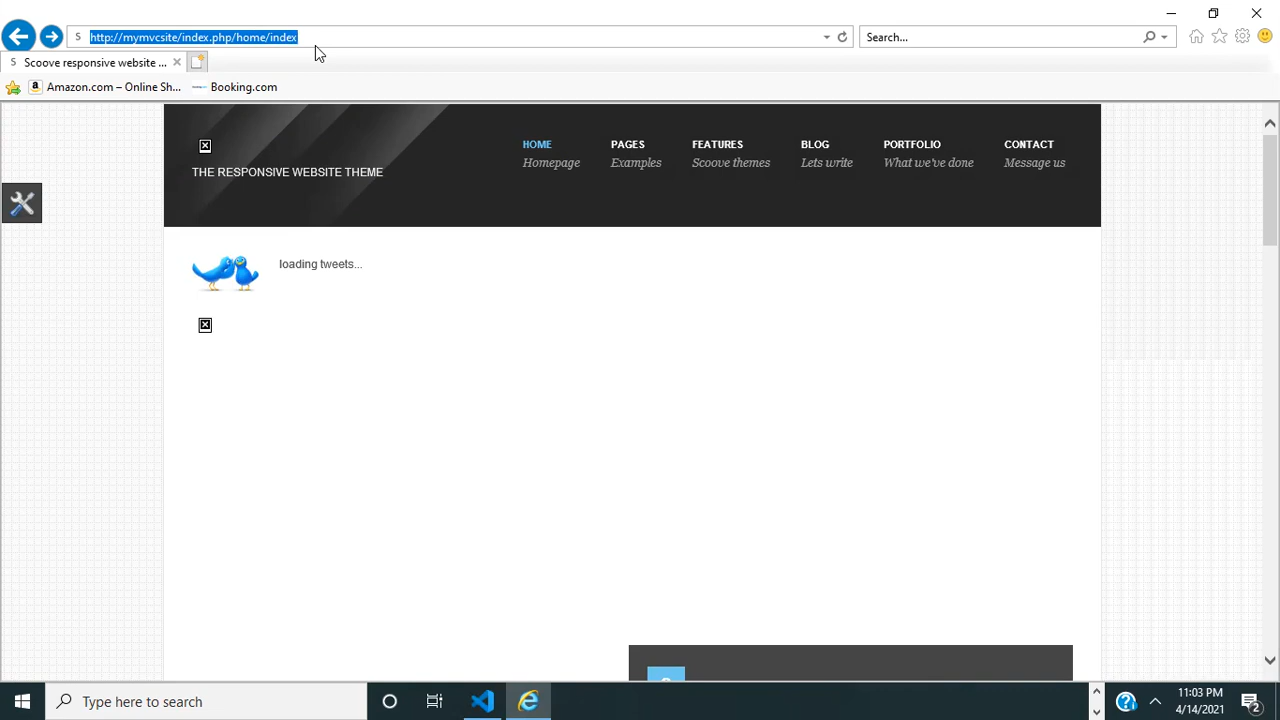 http://mymvcsite/index.php/home/index
Search...
Scoove responsive website ...
Amazon.com – Online Sh...
Booking.com
HOME
Homepage
PAGES
Examples
FEATURES
Scoove themes
BLOG
Lets write
PORTFOLIO
What we've done
CONTACT
Message us
THE RESPONSIVE WEBSITE THEME
loading tweets...
Type here to search
11:03 PM
4/14/2021
2